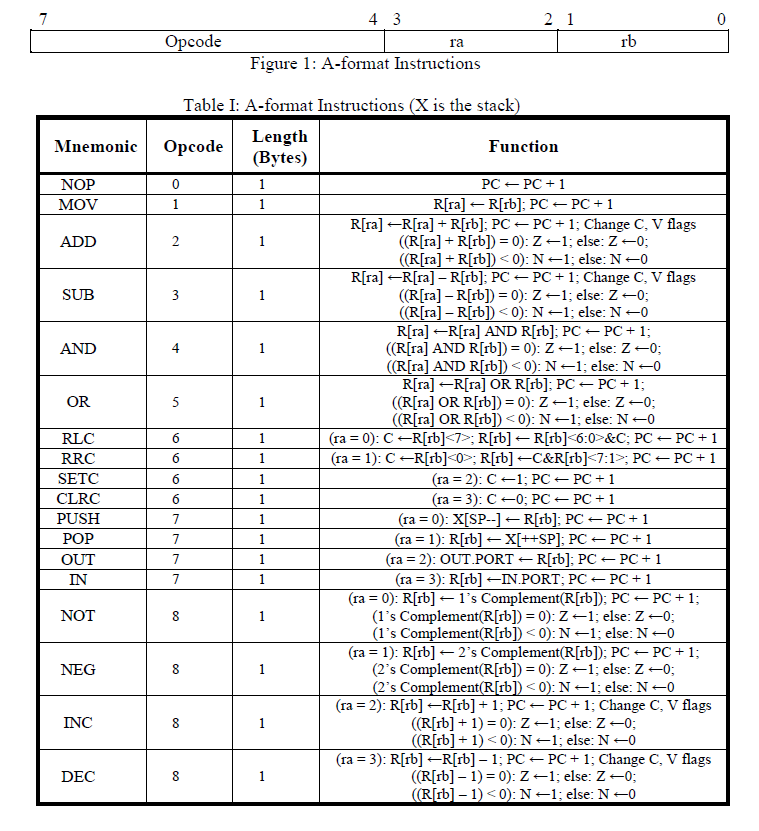 7 4 3 2 1 0
Opcode ra rb
Figure 1: A-format Instructions
Table I: A-format Instructions (X is the stack)
Mnemonic Opcode Length (Bytes) Function
NOP 0 1 PC ← PC + 1
MOV 1 1 R[ra] ← R[rb]; PC ← PC + 1
ADD 2 1 R[ra] ←R[ra] + R[rb]; PC ← PC + 1; Change C, V flags
((R[ra] + R[rb]) = 0): Z ←1; else: Z ←0;
((R[ra] + R[rb]) < 0): N ←1; else: N ←0
SUB 3 1 R[ra] ←R[ra] – R[rb]; PC ← PC + 1; Change C, V flags
((R[ra] – R[rb]) = 0): Z ←1; else: Z ←0;
((R[ra] – R[rb]) < 0): N ←1; else: N ←0
AND 4 1 R[ra] ←R[ra] AND R[rb]; PC ← PC + 1;
((R[ra] AND R[rb]) = 0): Z ←1; else: Z ←0;
((R[ra] AND R[rb]) < 0): N ←1; else: N ←0
OR 5 1 R[ra] ←R[ra] OR R[rb]; PC ← PC + 1;
((R[ra] OR R[rb]) = 0): Z ←1; else: Z ←0;
((R[ra] OR R[rb]) < 0): N ←1; else: N ←0
RLC 6 1 (ra = 0): C ←R[rb]<7>; R[rb] ← R[rb]<6:0>&C; PC ← PC + 1
RRC 6 1 (ra = 1): C ←R[rb]<0>; R[rb] ←C&R[rb]<7:1>; PC ← PC + 1
SETC 6 1 (ra = 2): C ←1; PC ← PC + 1
CLRC 6 1 (ra = 3): C ←0; PC ← PC + 1
PUSH 7 1 (ra = 0): X[SP--] ← R[rb]; PC ← PC + 1
POP 7 1 (ra = 1): R[rb] ← X[++SP]; PC ← PC + 1
OUT 7 1 (ra = 2): OUT.PORT ← R[rb]; PC ← PC + 1
IN 7 1 (ra = 3): R[rb] ←IN.PORT; PC ← PC + 1
NOT 8 1 (ra = 0): R[rb] ← 1’s Complement(R[rb]); PC ← PC + 1;
(1’s Complement(R[rb]) = 0): Z ←1; else: Z ←0;
(1’s Complement(R[rb]) < 0): N ←1; else: N ←0
NEG 8 1 (ra = 1): R[rb] ← 2’s Complement(R[rb]); PC ← PC + 1;
(2’s Complement(R[rb]) = 0): Z ←1; else: Z ←0;
(2’s Complement(R[rb]) < 0): N ←1; else: N ←0
INC 8 1 (ra = 2): R[rb] ←R[rb] + 1; PC ← PC + 1; Change C, V flags
((R[rb] + 1) = 0): Z ←1; else: Z ←0;
((R[rb] + 1) < 0): N ←1; else: N ←0
DEC 8 1 (ra = 3): R[rb] ←R[rb] – 1; PC ← PC + 1; Change C, V flags
((R[rb] – 1) = 0): Z ←1; else: Z ←0;
((R[rb] – 1) < 0): N ←1; else: N ←0